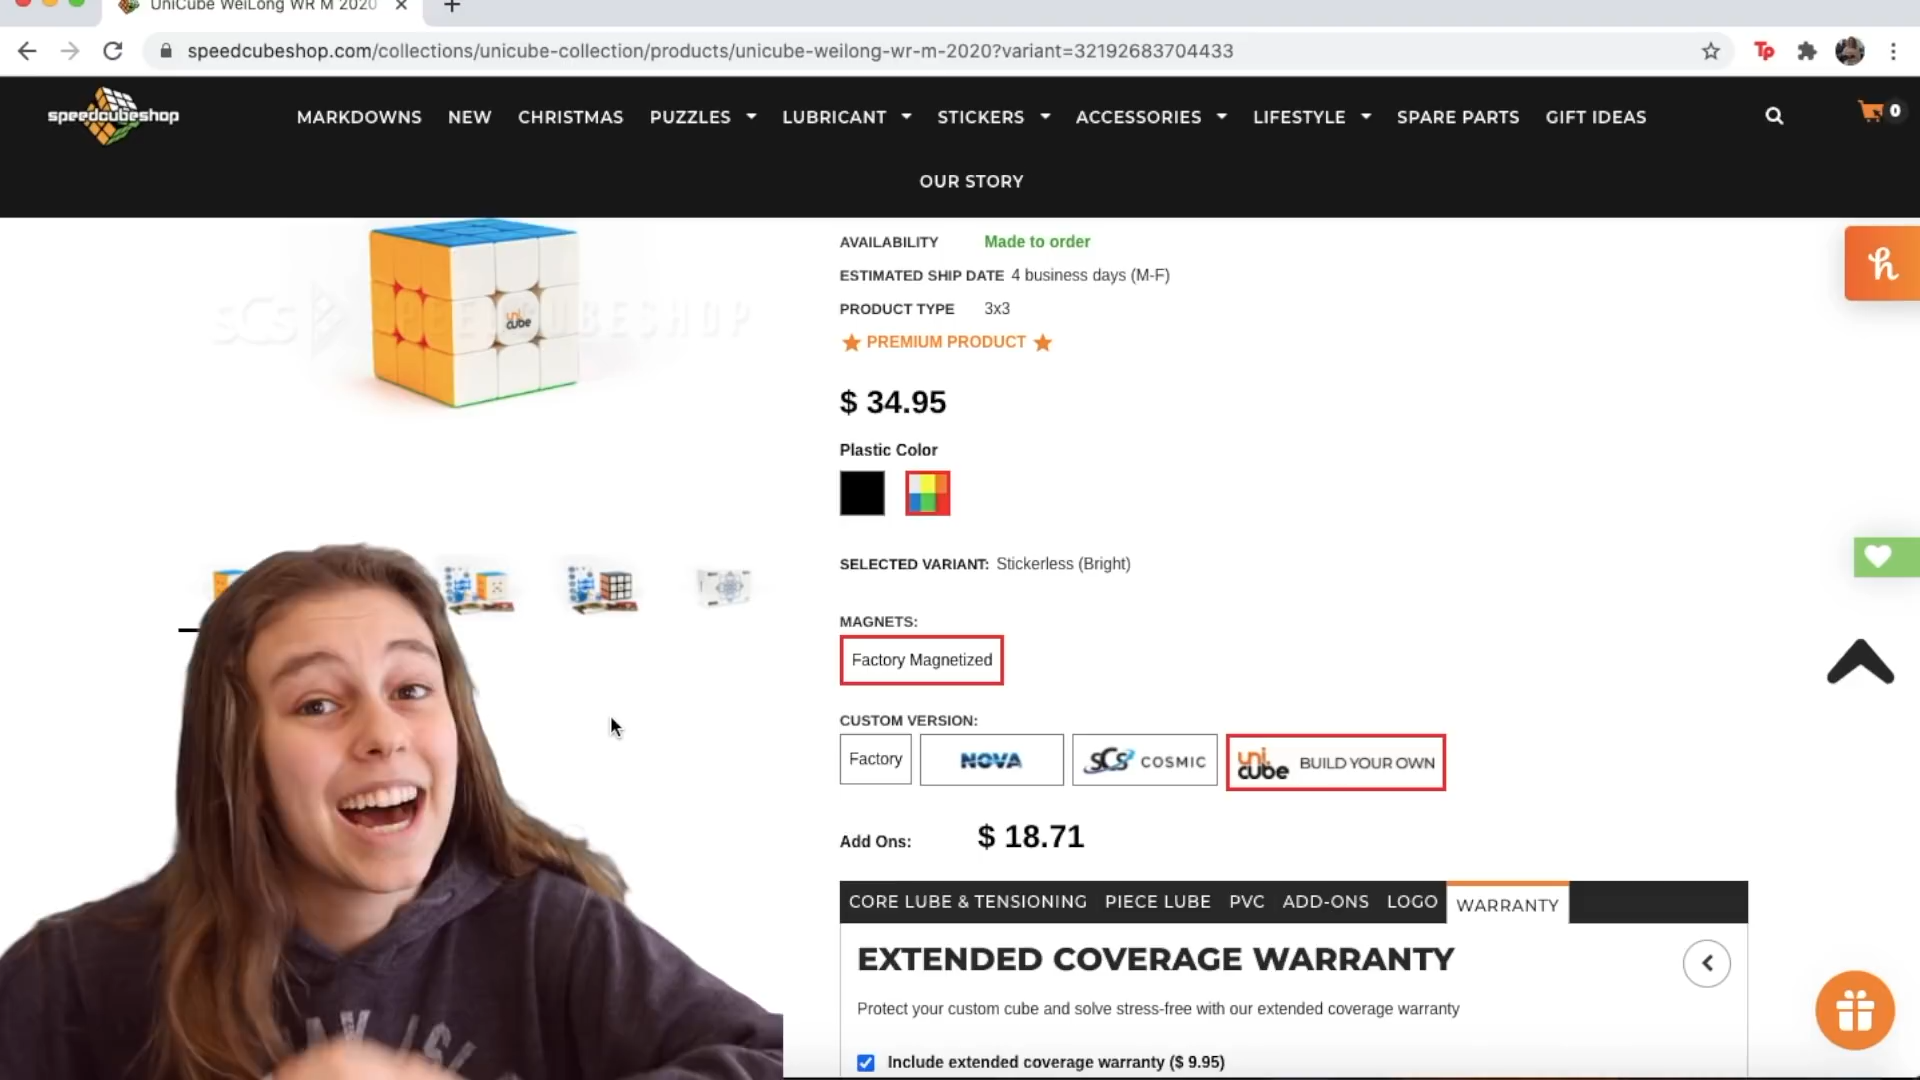 UniCube WeiLong WR M 2020
speedcubeshop.com/collections/unicube-collection/products/unicube-weilong-wr-m-2020?variant=32192683704433
Tp
speedcubeshop
MARKDOWNS NEW CHRISTMAS PUZZLES LUBRICANT STICKERS ACCESSORIES LIFESTYLE SPARE PARTS GIFT IDEAS
0
OUR STORY
SCS SPEEDCUBESHOP
uni cube
h
AVAILABILITY Made to order
ESTIMATED SHIP DATE 4 business days (M-F)
PRODUCT TYPE 3x3
PREMIUM PRODUCT
$ 34.95
Plastic Color
SELECTED VARIANT: Stickerless (Bright)
MAGNETS:
Factory Magnetized
CUSTOM VERSION:
Factory NOVA SCS COSMIC uni cube BUILD YOUR OWN
Add Ons: $ 18.71
CORE LUBE & TENSIONING PIECE LUBE PVC ADD-ONS LOGO WARRANTY
EXTENDED COVERAGE WARRANTY
Protect your custom cube and solve stress-free with our extended coverage warranty
Include extended coverage warranty ($ 9.95)